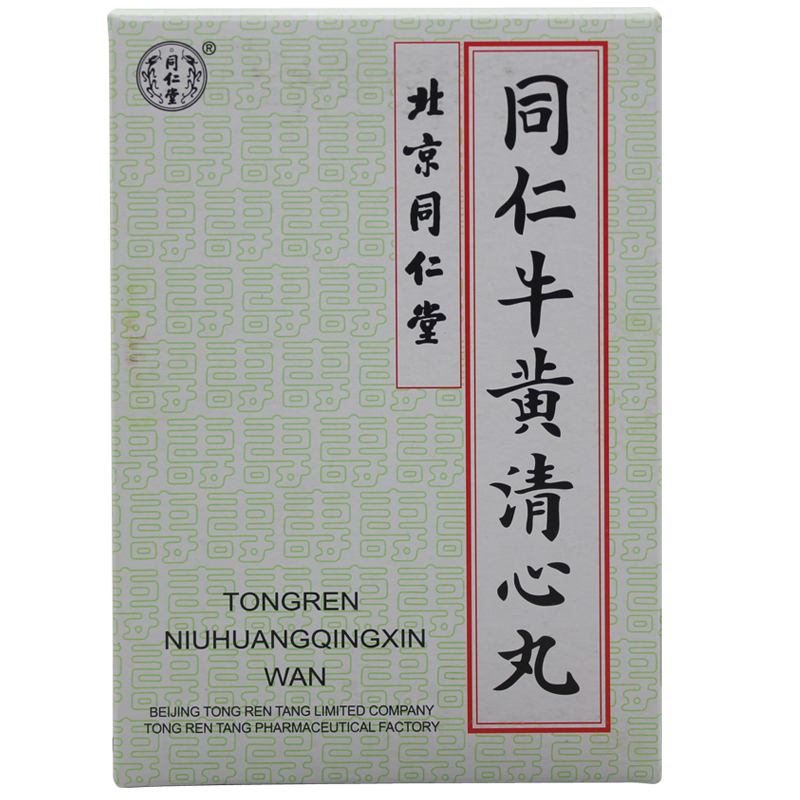 同仁堂
®
北京同仁堂
同仁牛黄清心丸
TONGREN
NIUHUANGQINGXIN
WAN
BEIJING TONG REN TANG LIMITED COMPANY
TONG REN TANG PHARMACEUTICAL FACTORY